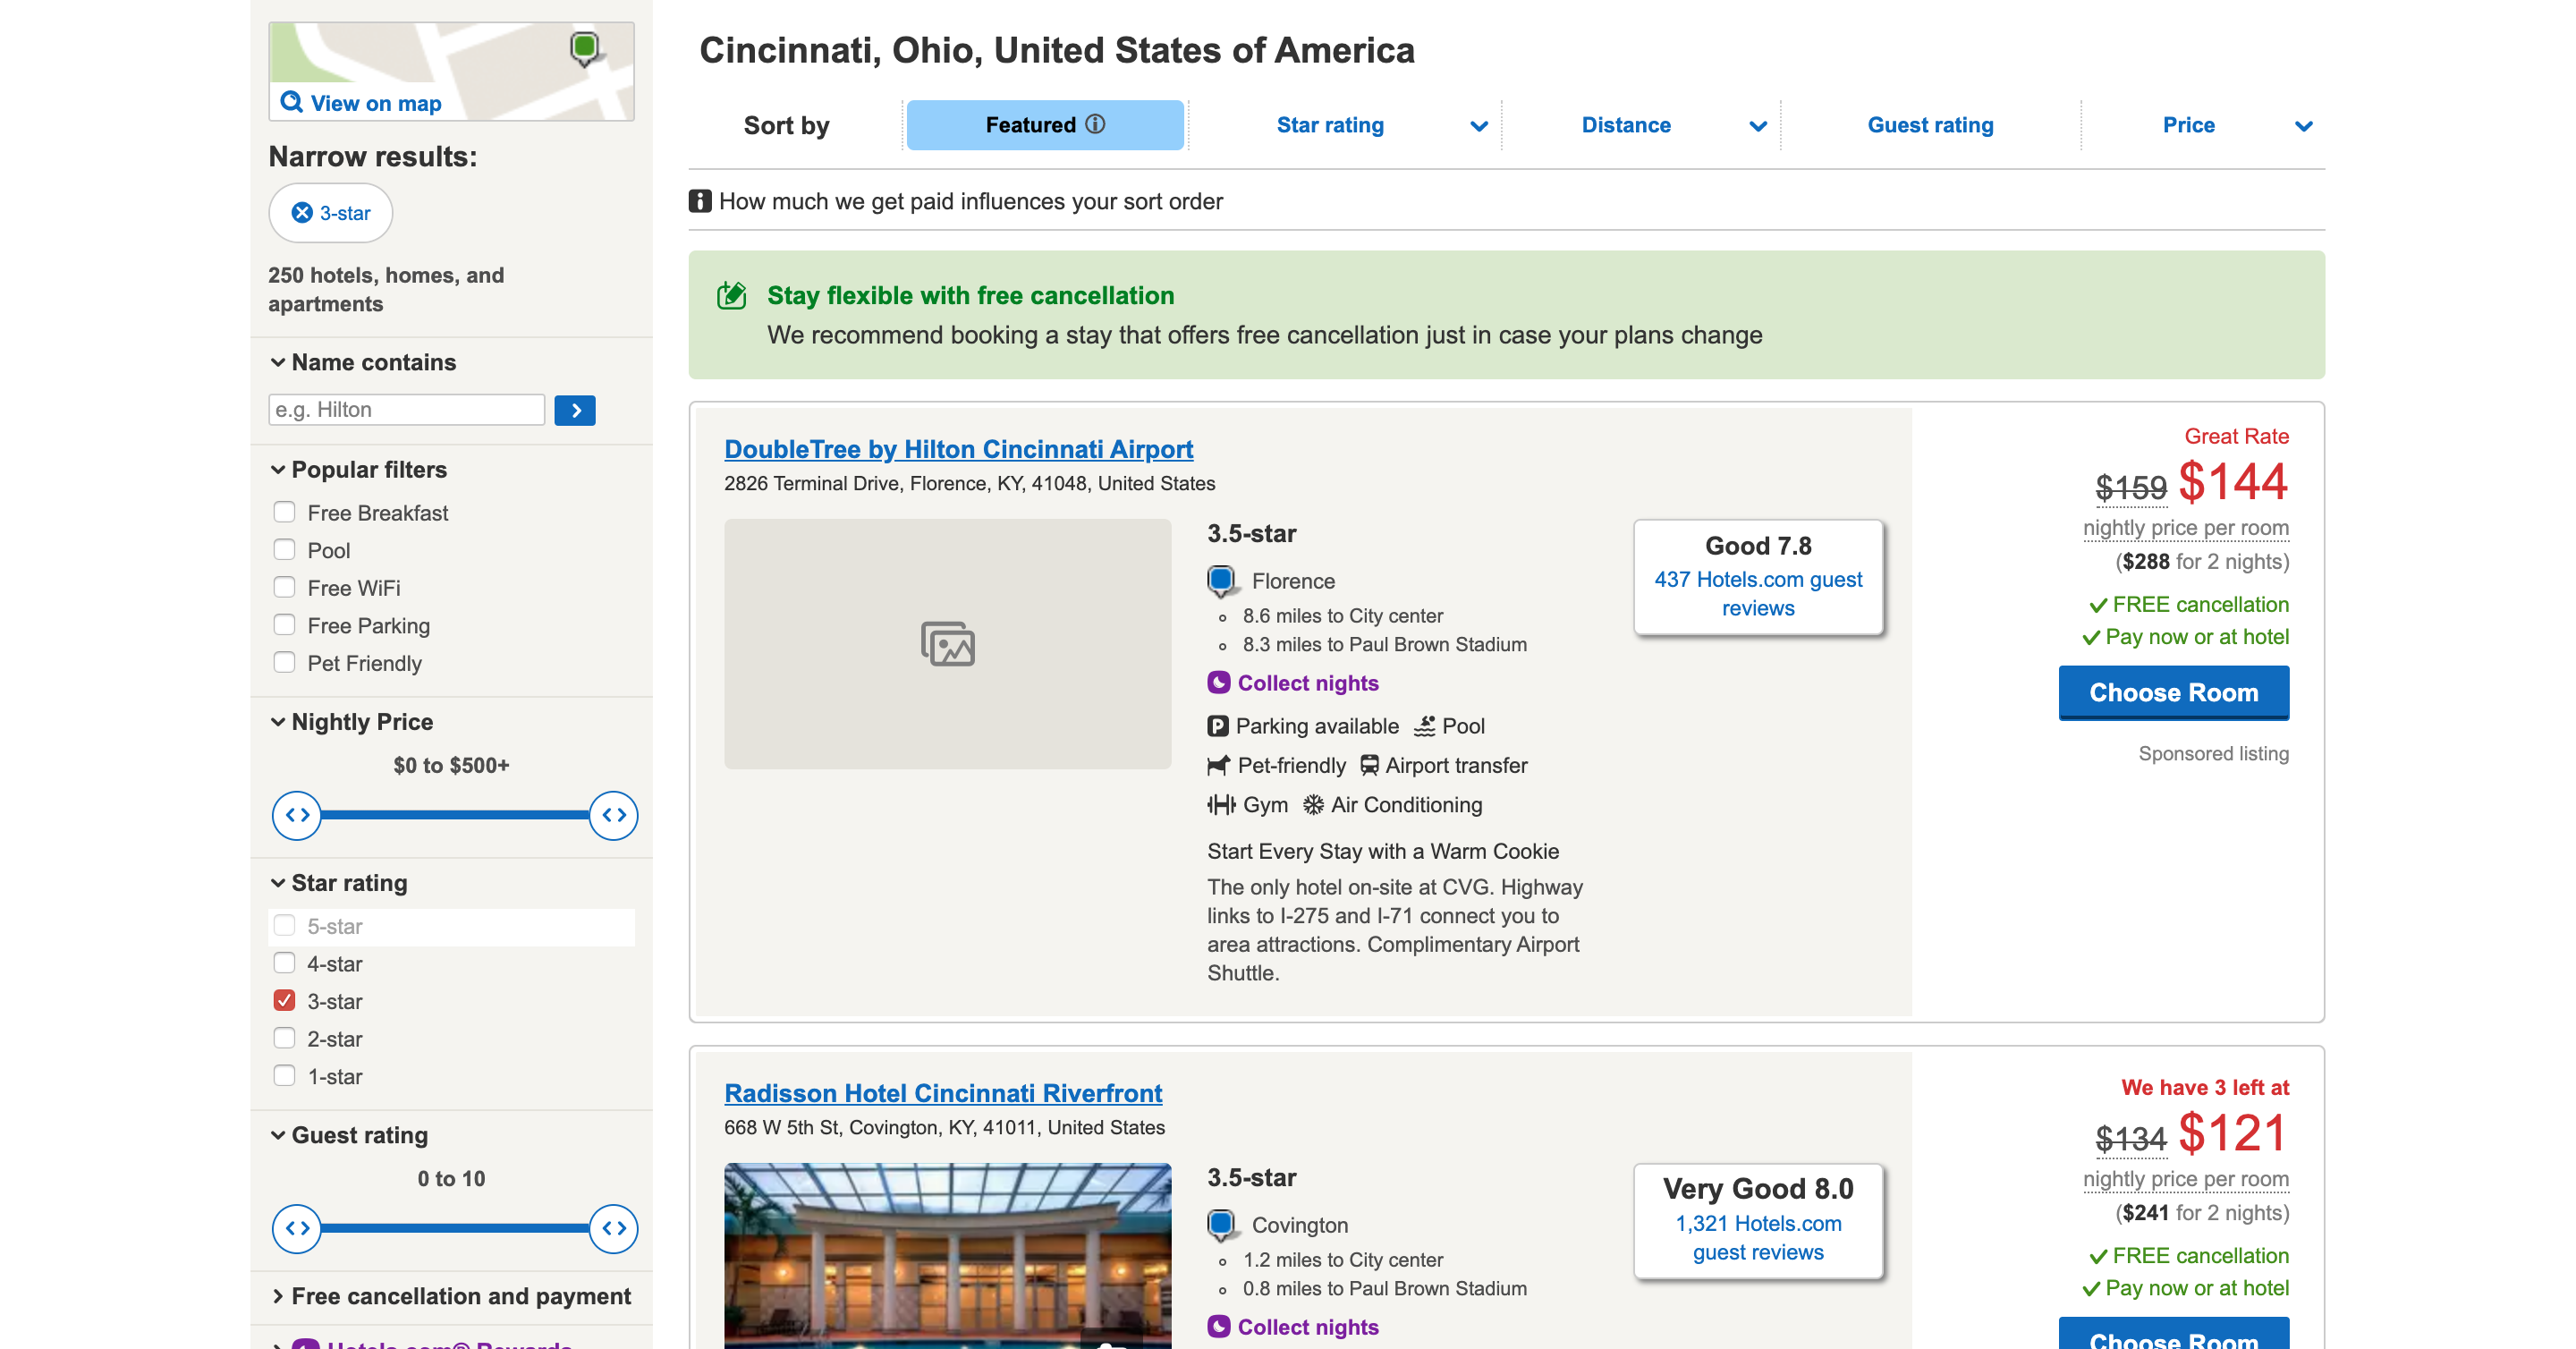 View on map
Narrow results:
3-star
250 hotels, homes, and
apartments
Name contains
e.g. Hilton
Popular filters
Free Breakfast
Pool
Free WiFi
Free Parking
Pet Friendly
Nightly Price
$0 to $500+
Star rating
5-star
4-star
3-star
2-star
1-star
Guest rating
0 to 10
Free cancellation and payment
Hotels.com® Rewards
Cincinnati, Ohio, United States of America
Sort by Featured Star rating Distance Guest rating Price
How much we get paid influences your sort order
Stay flexible with free cancellation
We recommend booking a stay that offers free cancellation just in case your plans change
DoubleTree by Hilton Cincinnati Airport
2826 Terminal Drive, Florence, KY, 41048, United States
3.5-star
Florence
8.6 miles to City center
8.3 miles to Paul Brown Stadium
Collect nights
P Parking available Pool
Pet-friendly Airport transfer
Gym Air Conditioning
Start Every Stay with a Warm Cookie
The only hotel on-site at CVG. Highway
links to I-275 and I-71 connect you to
area attractions. Complimentary Airport
Shuttle.
Good 7.8
437 Hotels.com guest
reviews
Great Rate
$159 $144
nightly price per room
($288 for 2 nights)
FREE cancellation
Pay now or at hotel
Choose Room
Sponsored listing
Radisson Hotel Cincinnati Riverfront
668 W 5th St, Covington, KY, 41011, United States
3.5-star
Covington
1.2 miles to City center
0.8 miles to Paul Brown Stadium
Collect nights
Very Good 8.0
1,321 Hotels.com
guest reviews
We have 3 left at
$134 $121
nightly price per room
($241 for 2 nights)
FREE cancellation
Pay now or at hotel
Choose Room